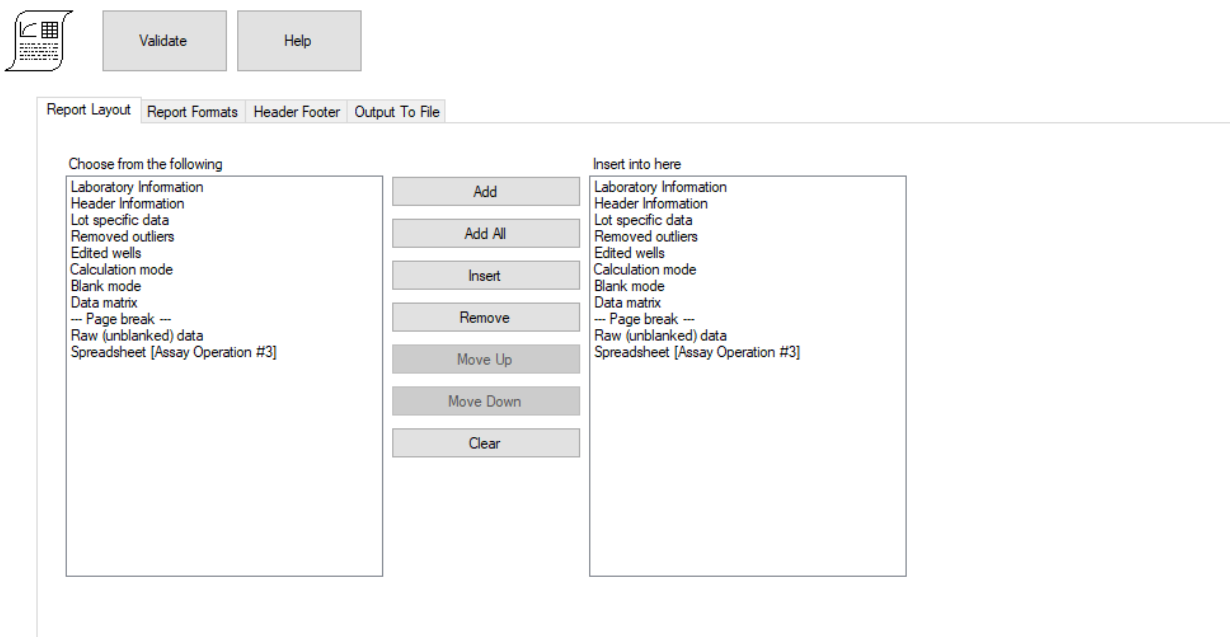 Validate
Help
Report Layout
Report Formats
Header Footer
Output To File
Choose from the following
Laboratory Information
Header Information
Lot specific data
Removed outliers
Edited wells
Calculation mode
Blank mode
Data matrix
--- Page break ---
Raw (unblanked) data
Spreadsheet [Assay Operation #3]
Add
Add All
Insert
Remove
Move Up
Move Down
Clear
Insert into here
Laboratory Information
Header Information
Lot specific data
Removed outliers
Edited wells
Calculation mode
Blank mode
Data matrix
--- Page break ---
Raw (unblanked) data
Spreadsheet [Assay Operation #3]